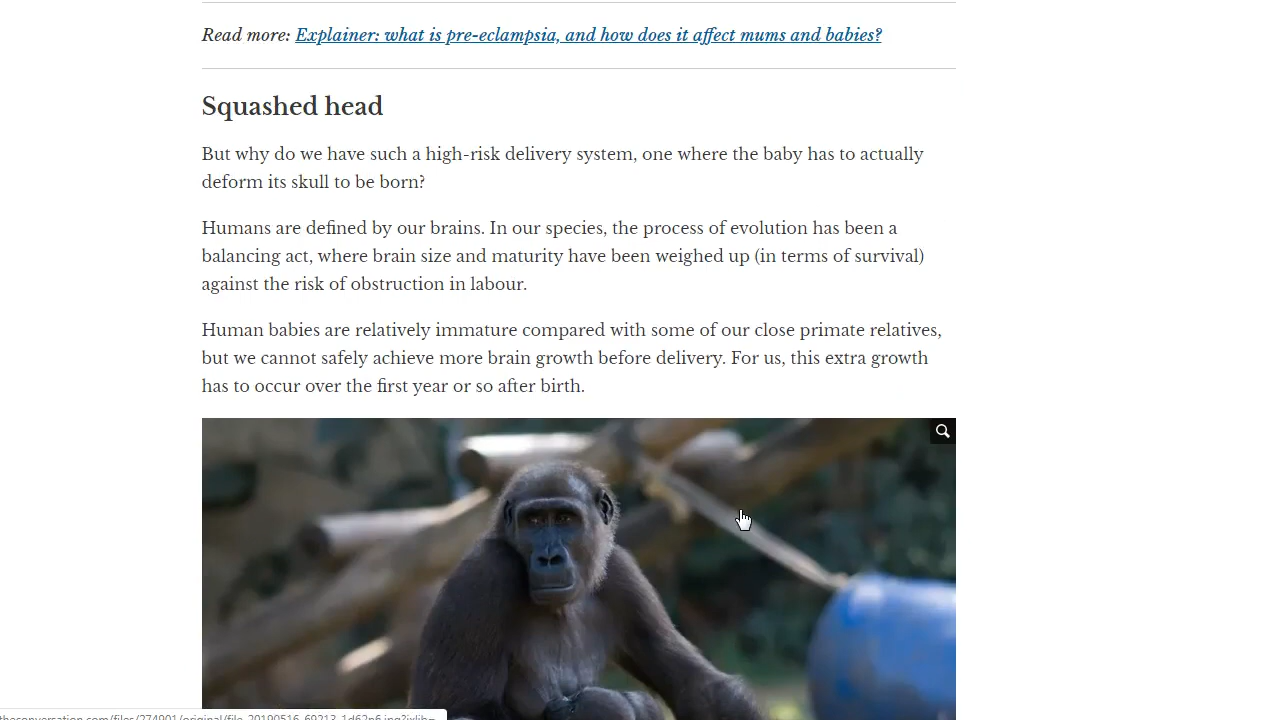 Read more: Explainer: what is pre-eclampsia, and how does it affect mums and babies?
Squashed head
But why do we have such a high-risk delivery system, one where the baby has to actually
deform its skull to be born?
Humans are defined by our brains. In our species, the process of evolution has been a
balancing act, where brain size and maturity have been weighed up (in terms of survival)
against the risk of obstruction in labour.
Human babies are relatively immature compared with some of our close primate relatives,
but we cannot safely achieve more brain growth before delivery. For us, this extra growth
has to occur over the first year or so after birth.